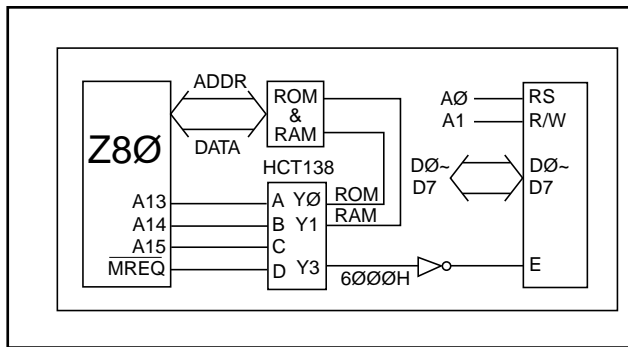 ADDR
DATA
Z8Ø
A13
A14
A15
MREQ
ROM
&
RAM
HCT138
A YØ
B Y1
C
D Y3
ROM
RAM
6ØØØH
AØ
A1
DØ~
D7
RS
R/W
DØ~
D7
E